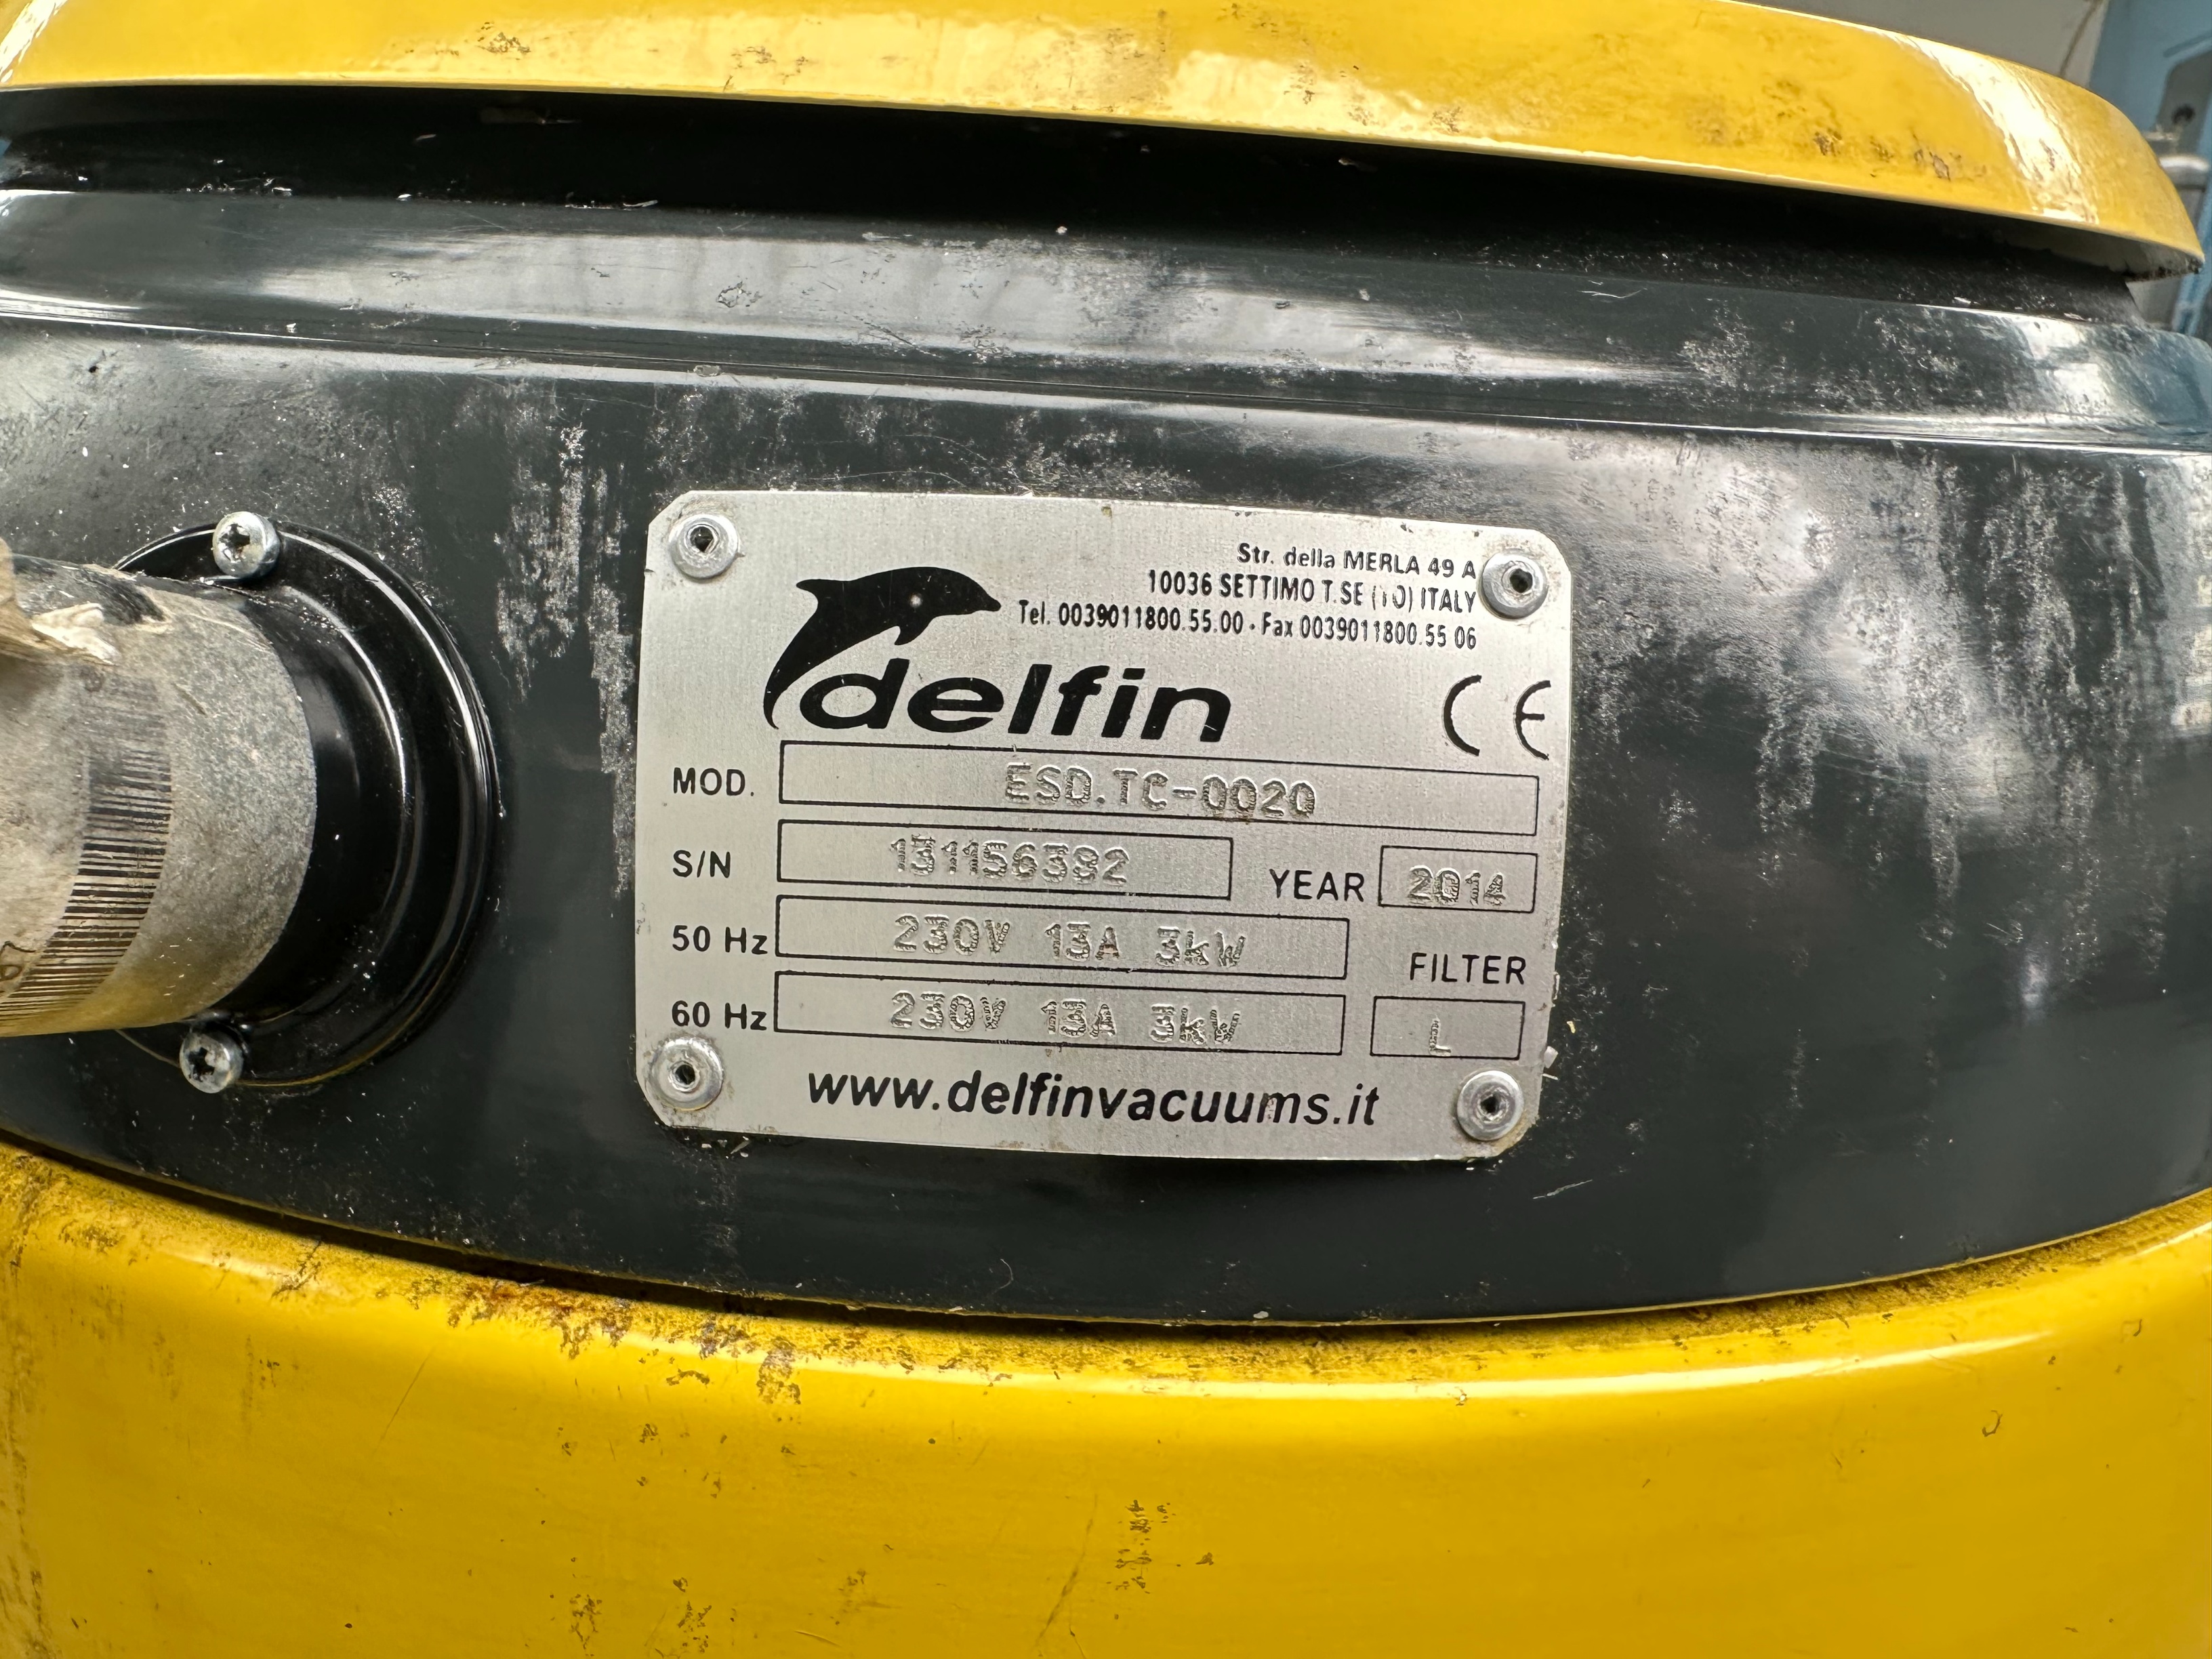 Str. della MERLA 49 A
10036 SETTIMO T.SE (TO) ITALY
Tel. 0039011800.55.00 - Fax 0039011800.55 06
delfin
CE
MOD. ESD.TC-0020
S/N 131156382 YEAR 2014
50 Hz 230V 13A 3KW
FILTER
60 Hz 230V 13A 3KW L
www.delfinvacuums.it